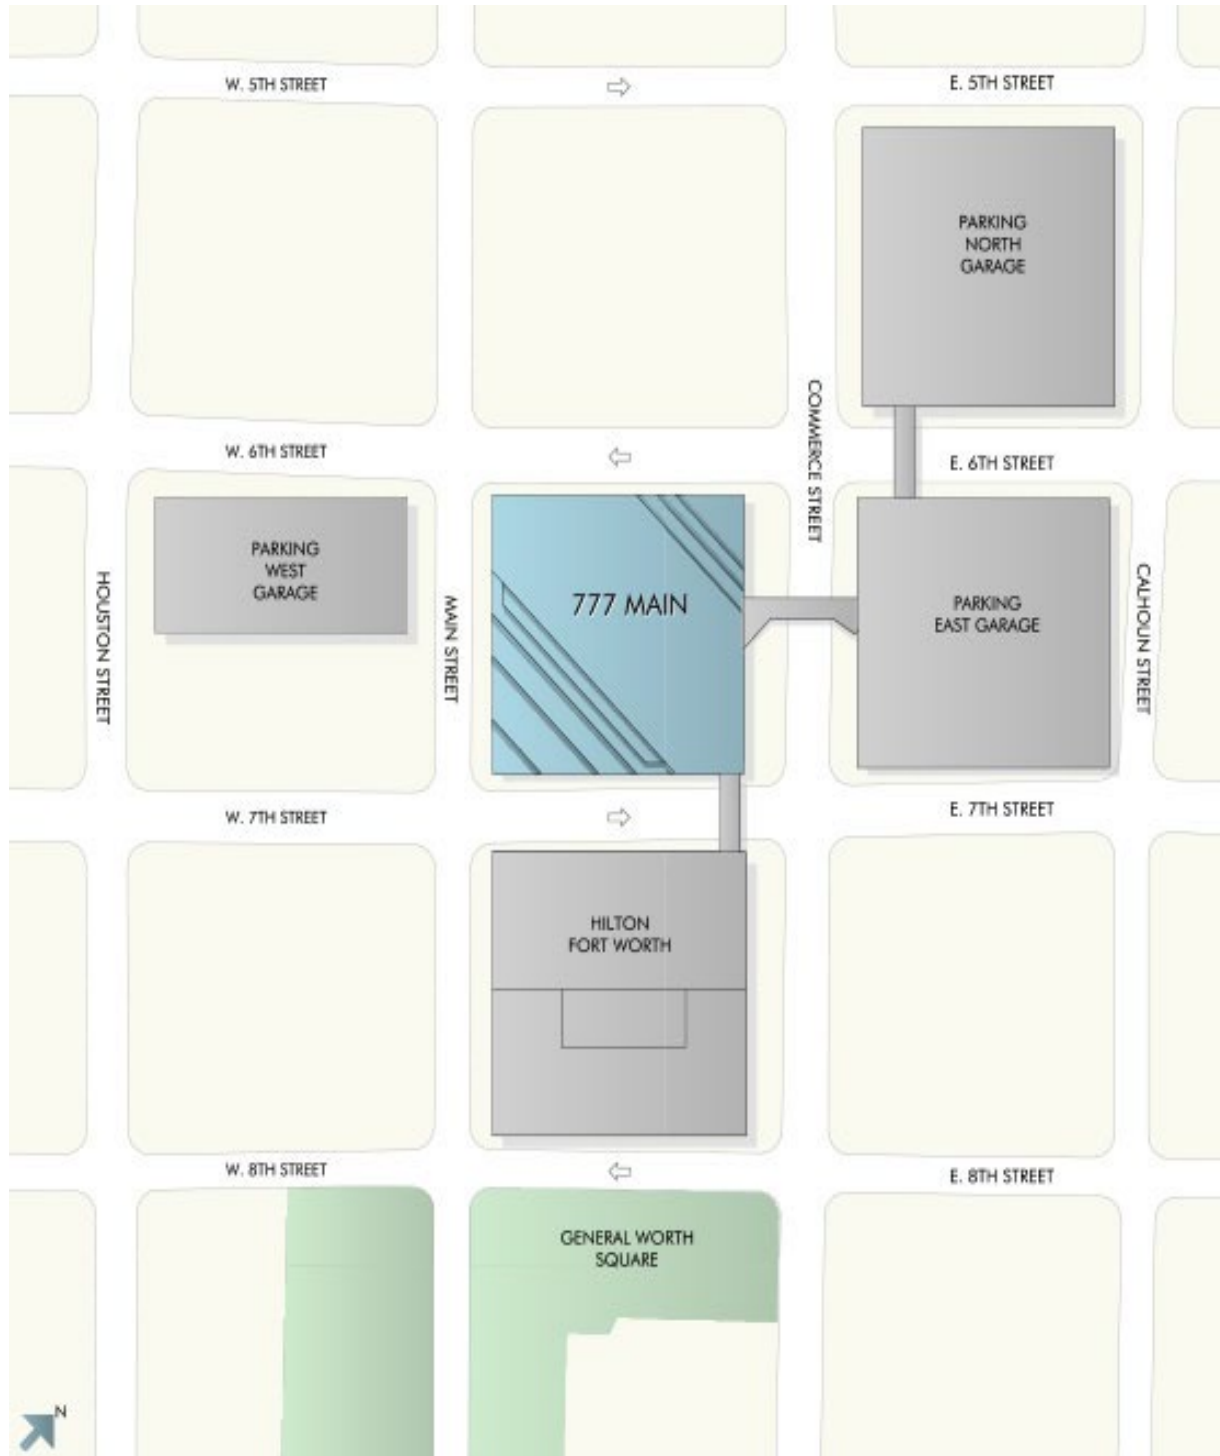 W. 5TH STREET
E. 5TH STREET
PARKING
NORTH
GARAGE
COMMERCE STREET
W. 6TH STREET
E. 6TH STREET
PARKING
WEST
GARAGE
HOUSTON STREET
MAIN STREET
777 MAIN
PARKING
EAST GARAGE
CALHOUN STREET
W. 7TH STREET
E. 7TH STREET
HILTON
FORT WORTH
W. 8TH STREET
E. 8TH STREET
GENERAL WORTH
SQUARE
N